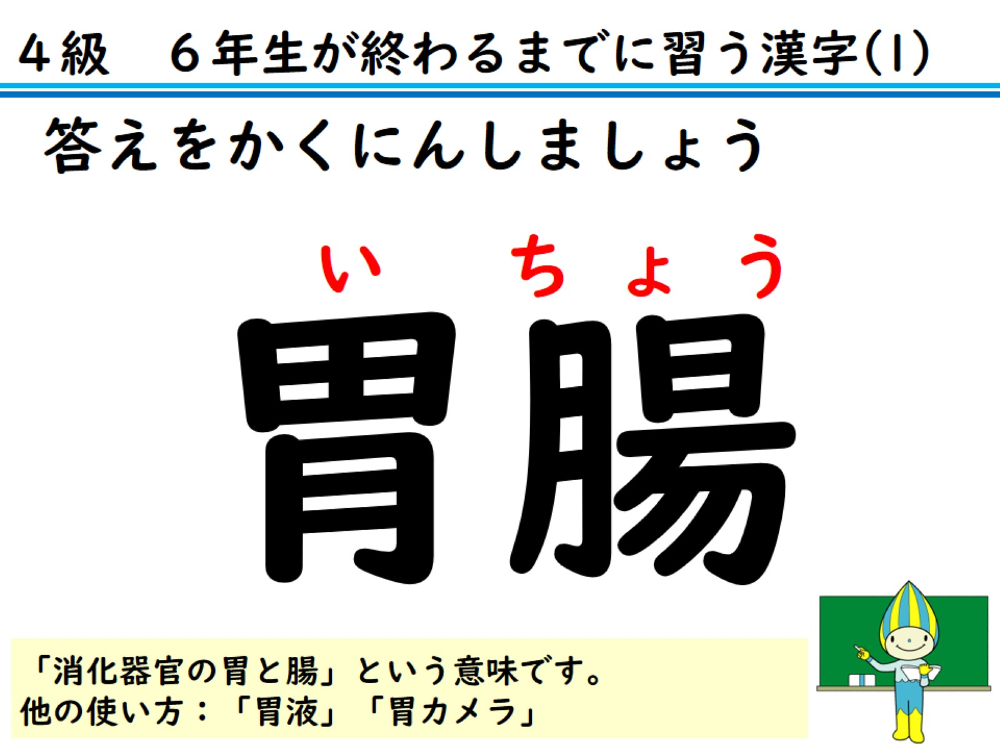 ４級　６年生が終わるまでに習う漢字(1)
答えをかくにんしましょう
い ちょう
胃腸
「消化器官の胃と腸」という意味です。
他の使い方：「胃液」「胃カメラ」